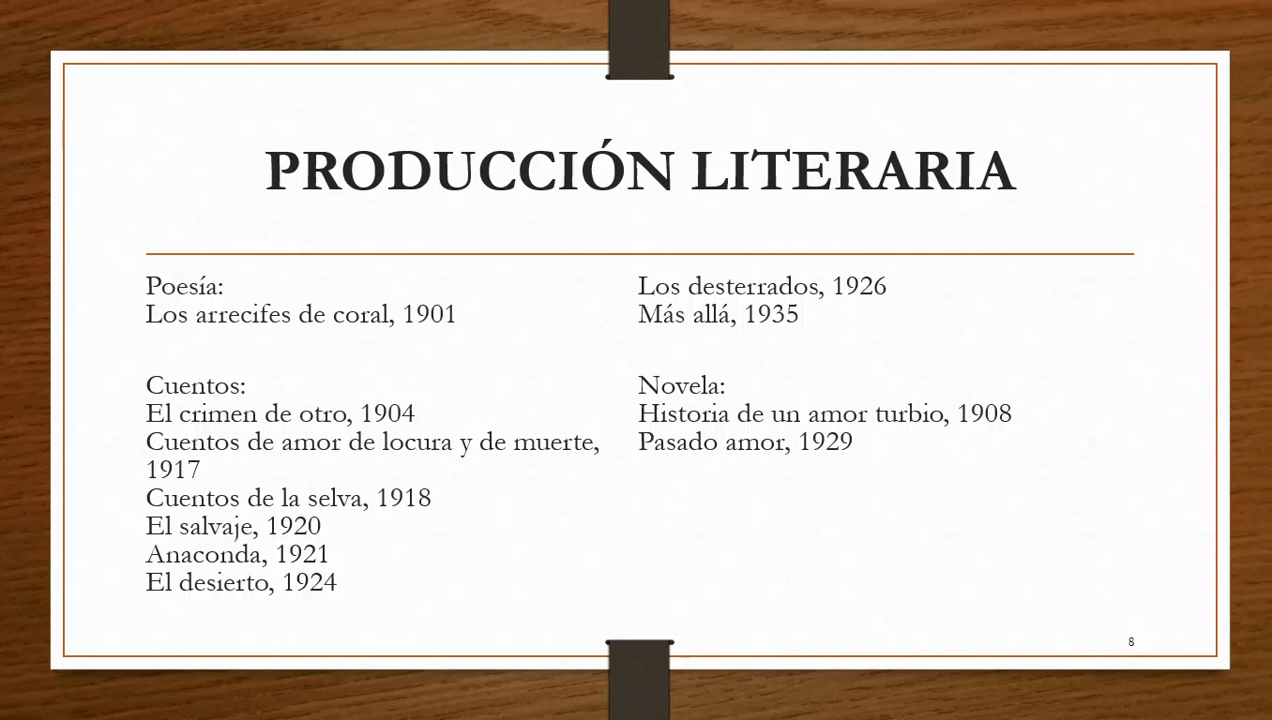 PRODUCCIÓN LITERARIA
Poesía:
Los arrecifes de coral, 1901
Cuentos:
El crimen de otro, 1904
Cuentos de amor de locura y de muerte,
1917
Cuentos de la selva, 1918
El salvaje, 1920
Anaconda, 1921
El desierto, 1924
Los desterrados, 1926
Más allá, 1935
Novela:
Historia de un amor turbio, 1908
Pasado amor, 1929
8